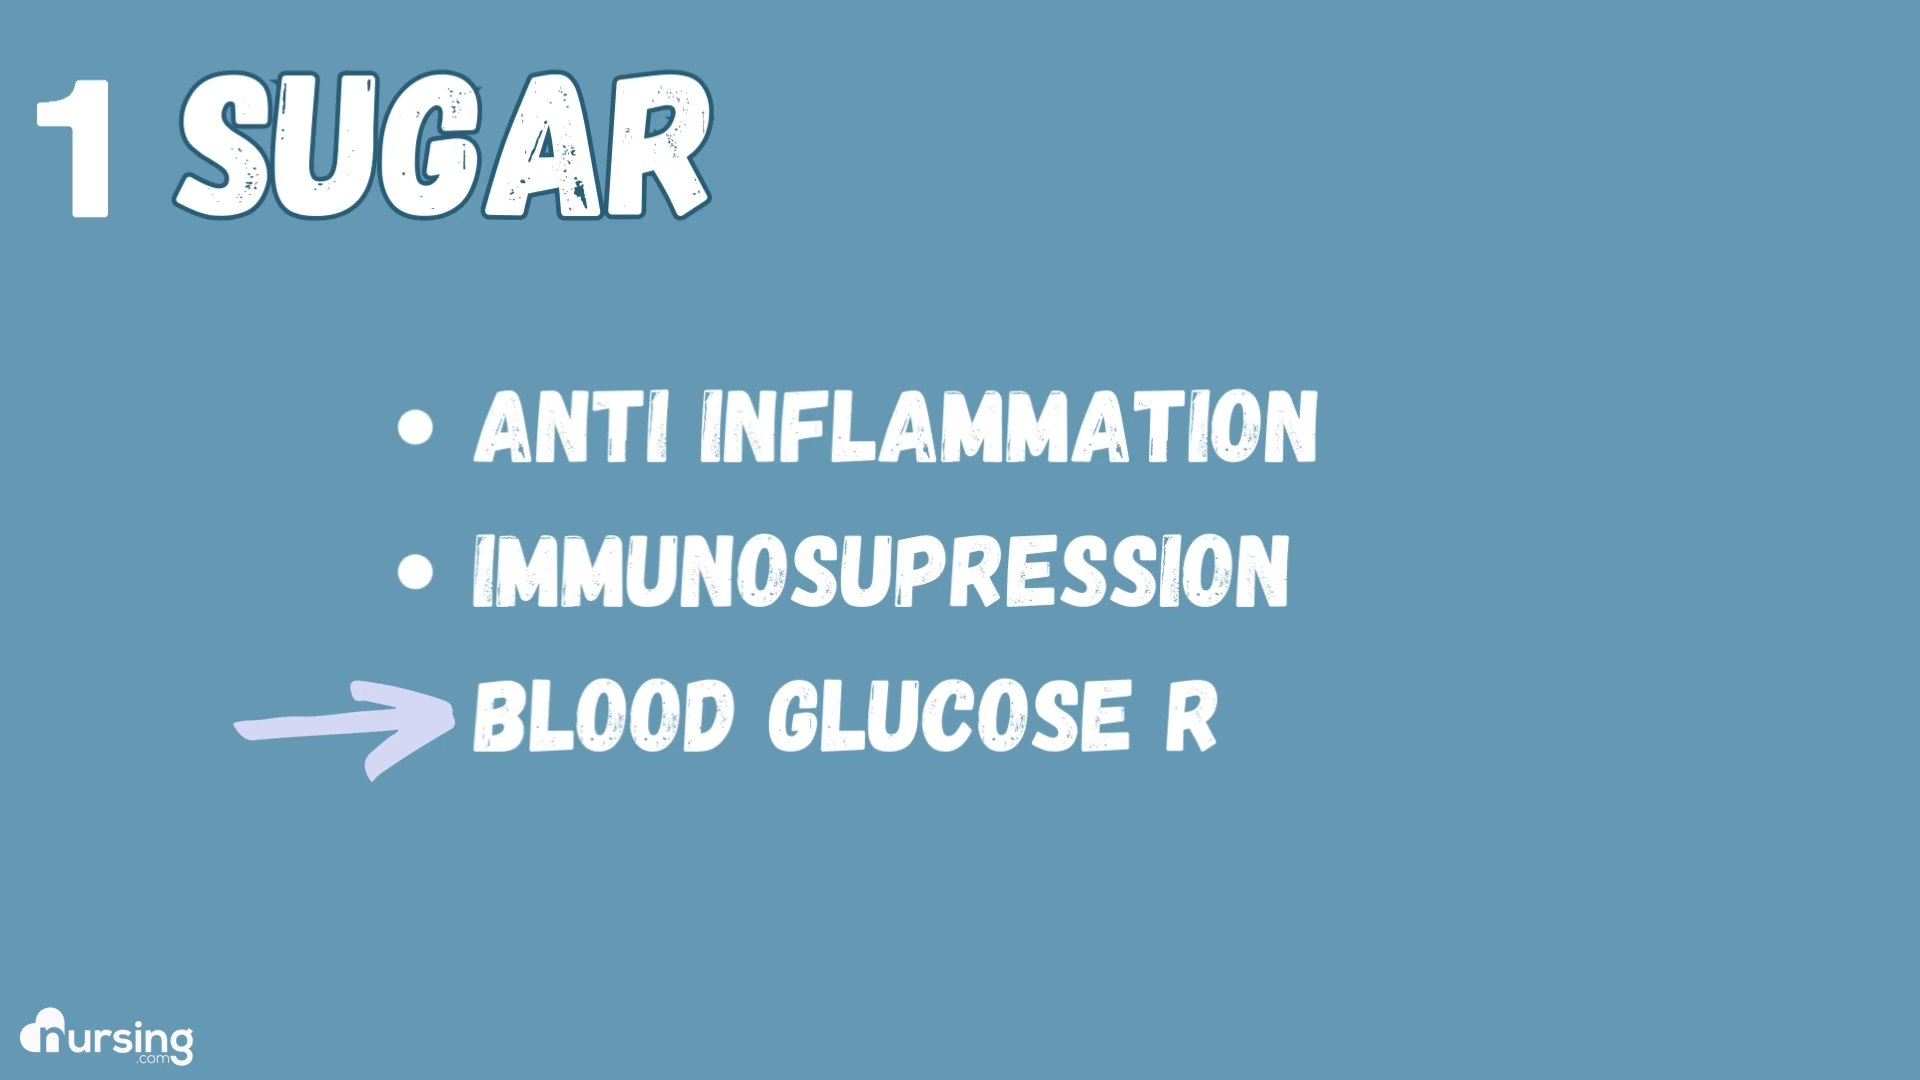 1 SUGAR
• ANTI INFLAMMATION
• IMMUNOSUPRESSION
BLOOD GLUCOSE R
nursing
.com